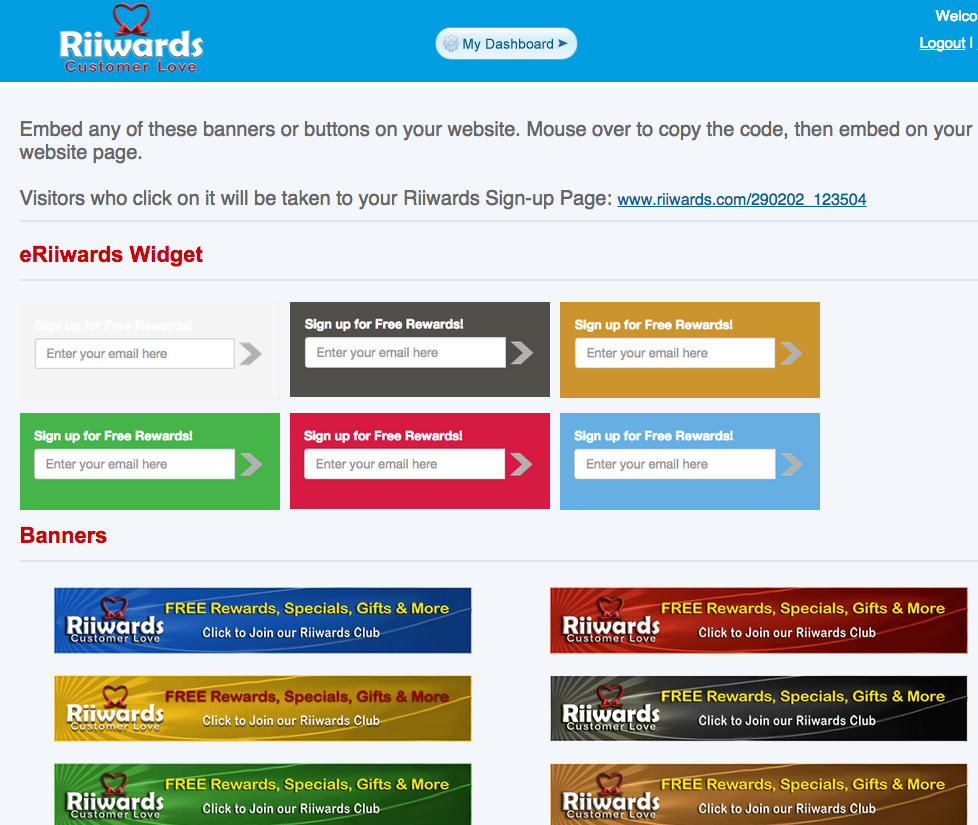 Riiwards
Customer Love
My Dashboard
Welco
Logout |
Embed any of these banners or buttons on your website. Mouse over to copy the code, then embed on your
website page.
Visitors who click on it will be taken to your Riiwards Sign-up Page: www.riiwards.com/290202_123504
eRiiwards Widget
Sign up for Free Rewards!
Enter your email here
Sign up for Free Rewards!
Enter your email here
Sign up for Free Rewards!
Enter your email here
Sign up for Free Rewards!
Enter your email here
Sign up for Free Rewards!
Enter your email here
Sign up for Free Rewards!
Enter your email here
Banners
Riiwards
Customer Love
FREE Rewards, Specials, Gifts & More
Click to Join our Riiwards Club
Riiwards
Customer Love
FREE Rewards, Specials, Gifts & More
Click to Join our Riiwards Club
Riiwards
Customer Love
FREE Rewards, Specials, Gifts & More
Click to Join our Riiwards Club
Riiwards
Customer Love
FREE Rewards, Specials, Gifts & More
Click to Join our Riiwards Club
Riiwards
Customer Love
FREE Rewards, Specials, Gifts & More
Click to Join our Riiwards Club
Riiwards
Customer Love
FREE Rewards, Specials, Gifts & More
Click to Join our Riiwards Club